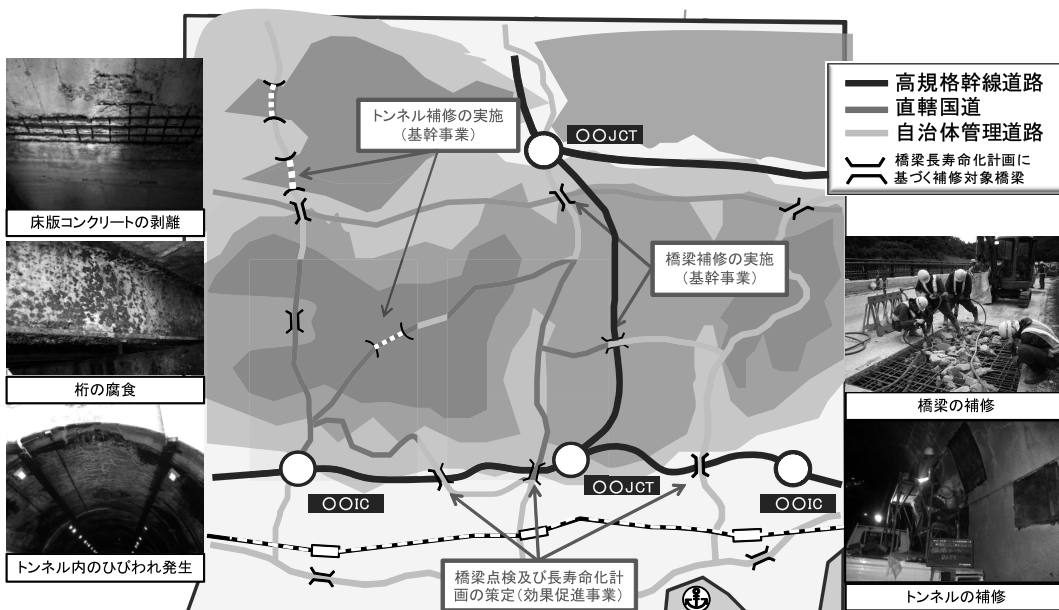 床版コンクリートの剥離
桁の腐食
トンネル内のひびわれ発生
トンネル補修の実施
(基幹事業)
〇〇JCT
橋梁補修の実施
(基幹事業)
〇〇IC
〇〇JCT
〇〇IC
橋梁点検及び長寿命化計
画の策定(効果促進事業)
高規格幹線道路
直轄国道
自治体管理道路
橋梁長寿命化計画に
基づく補修対象橋梁
橋梁の補修
トンネルの補修